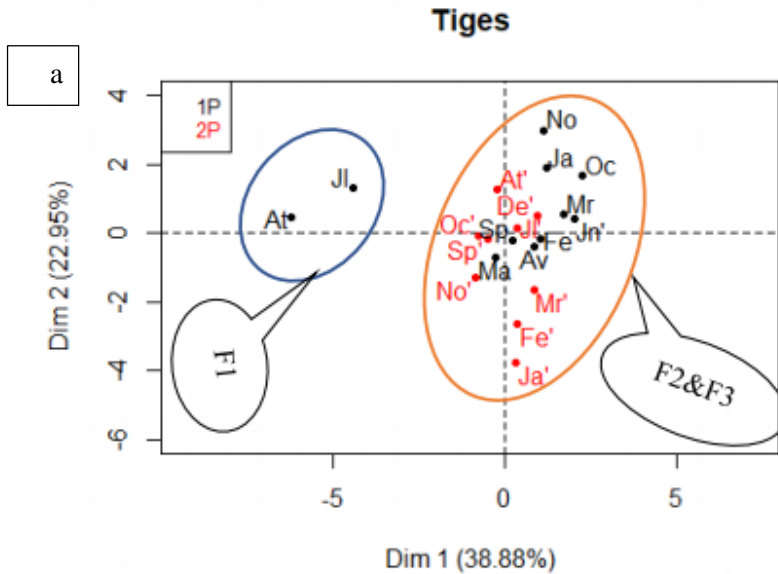 Tiges
a
1P
2P
4
2
0
-2
-4
-6
Dim 2 (22.95%)
No
Ja
Oc
Jl
At
At'
Mr
De'
Jn'
Oc'
Sp
Jl'
Fe
Sp'
Av
Ma
No'
Mr'
Fe'
Ja'
F1
F2&F3
-5
0
5
Dim 1 (38.88%)